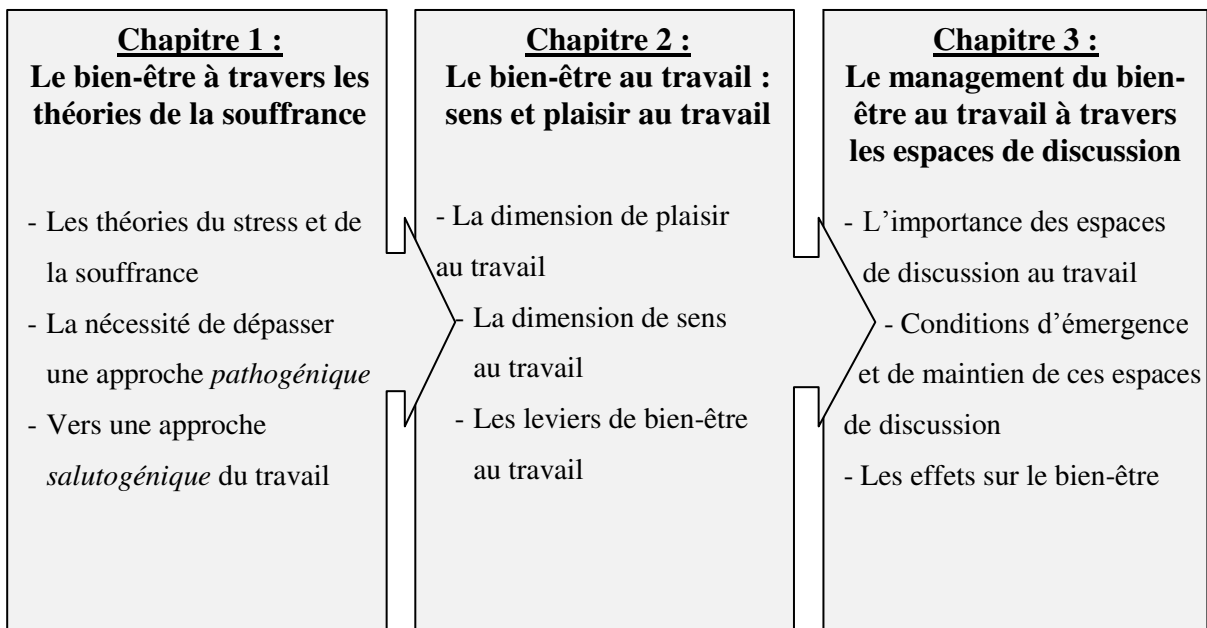 Chapitre 1 :
Le bien-être à travers les
théories de la souffrance
- Les théories du stress et de
la souffrance
- La nécessité de dépasser
une approche pathogénique
- Vers une approche
salutogénique du travail
Chapitre 2 :
Le bien-être au travail :
sens et plaisir au travail
- La dimension de plaisir
au travail
- La dimension de sens
au travail
- Les leviers de bien-être
au travail
Chapitre 3 :
Le management du bien-
être au travail à travers
les espaces de discussion
- L’importance des espaces
de discussion au travail
- Conditions d’émergence
et de maintien de ces espaces
de discussion
- Les effets sur le bien-être